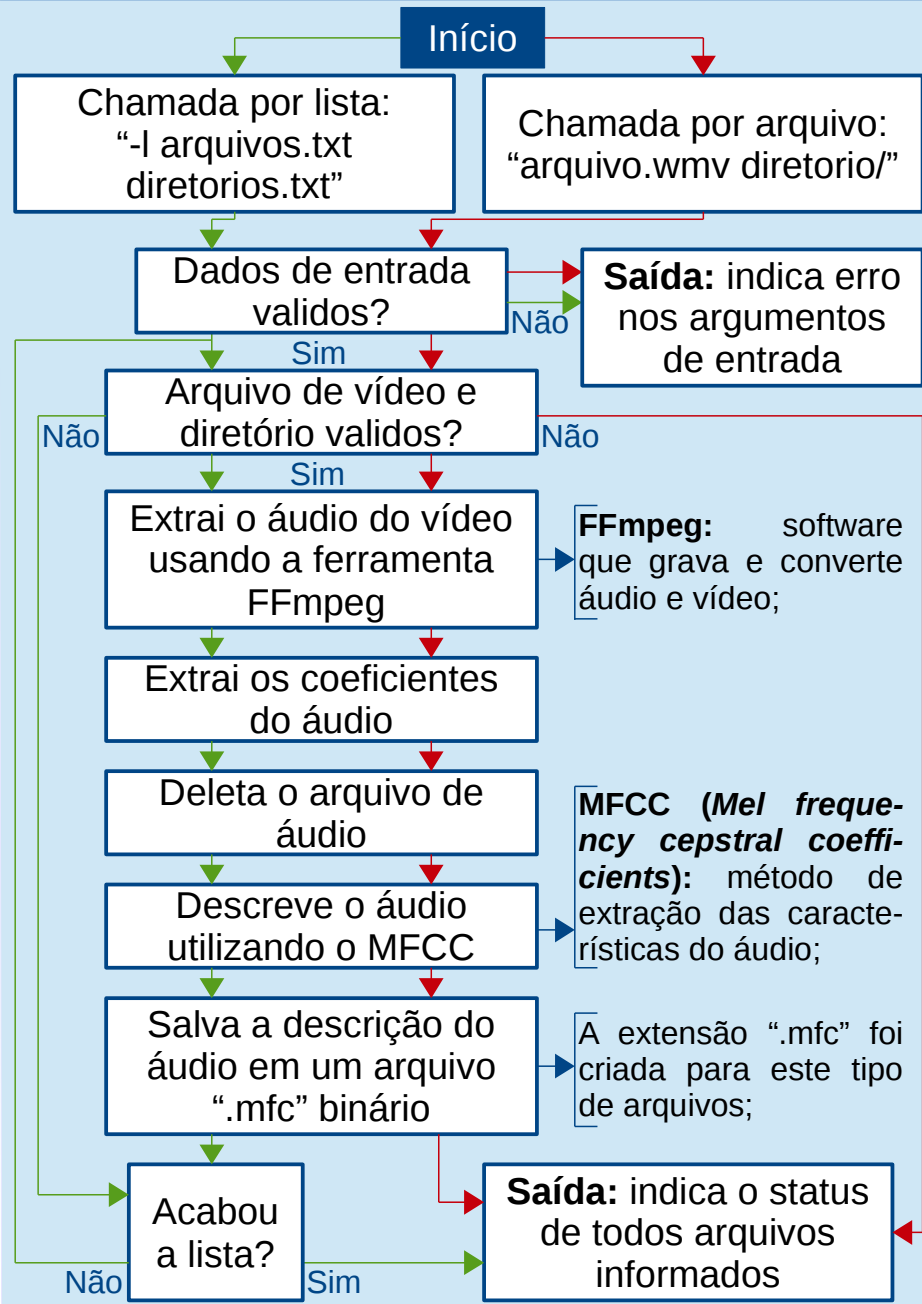 Início
Chamada por lista:
“-l arquivos.txt
diretorios.txt”
Chamada por arquivo:
“arquivo.wmv diretorio/”
Dados de entrada
validos?
Não
Saída: indica erro
nos argumentos
de entrada
Sim
Arquivo de vídeo e
diretório validos?
Não
Não
Sim
Extrai o áudio do vídeo
usando a ferramenta
FFmpeg
FFmpeg: software
que grava e converte
áudio e vídeo;
Extrai os coeficientes
do áudio
Deleta o arquivo de
áudio
MFCC (Mel freque-
ncy cepstral coeffi-
cients): método de
extração das caracte-
rísticas do áudio;
Descreve o áudio
utilizando o MFCC
Salva a descrição do
áudio em um arquivo
“.mfc” binário
A extensão “.mfc” foi
criada para este tipo
de arquivos;
Acabou
a lista?
Não
Sim
Saída: indica o status
de todos arquivos
informados